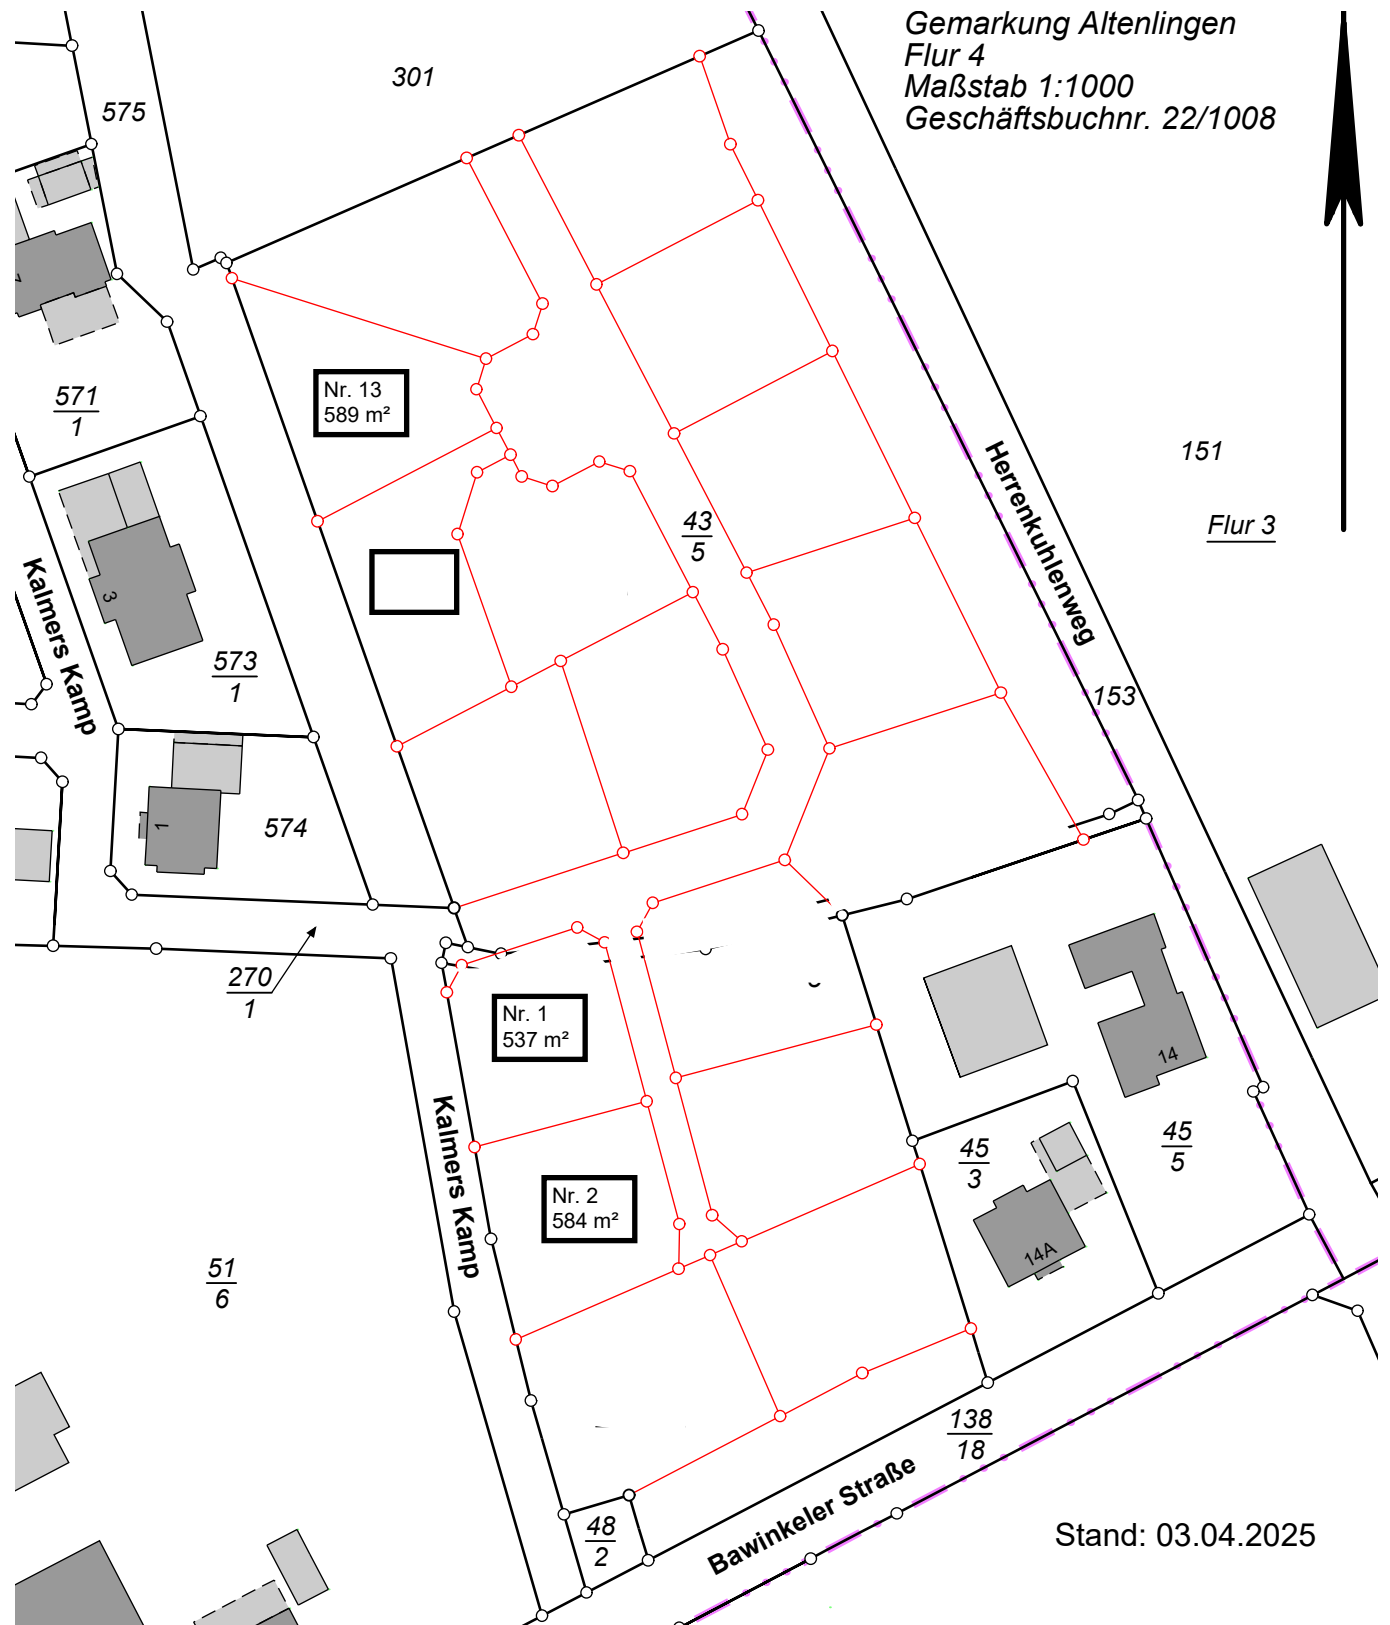 Gemarkung Altenlingen
Flur 4
Maßstab 1:1000
Geschäftsbuchnr. 22/1008
301
575
Nr. 13
589 m²
571
1
151
Flur 3
43
5
Herrenkuhlenweg
Kalmers Kamp
3
573
1
153
1
574
270
1
Nr. 1
537 m²
14
Kalmers Kamp
45
3
45
5
Nr. 2
584 m²
14A
51
6
138
18
Bawinkeler Straße
48
2
Stand: 03.04.2025